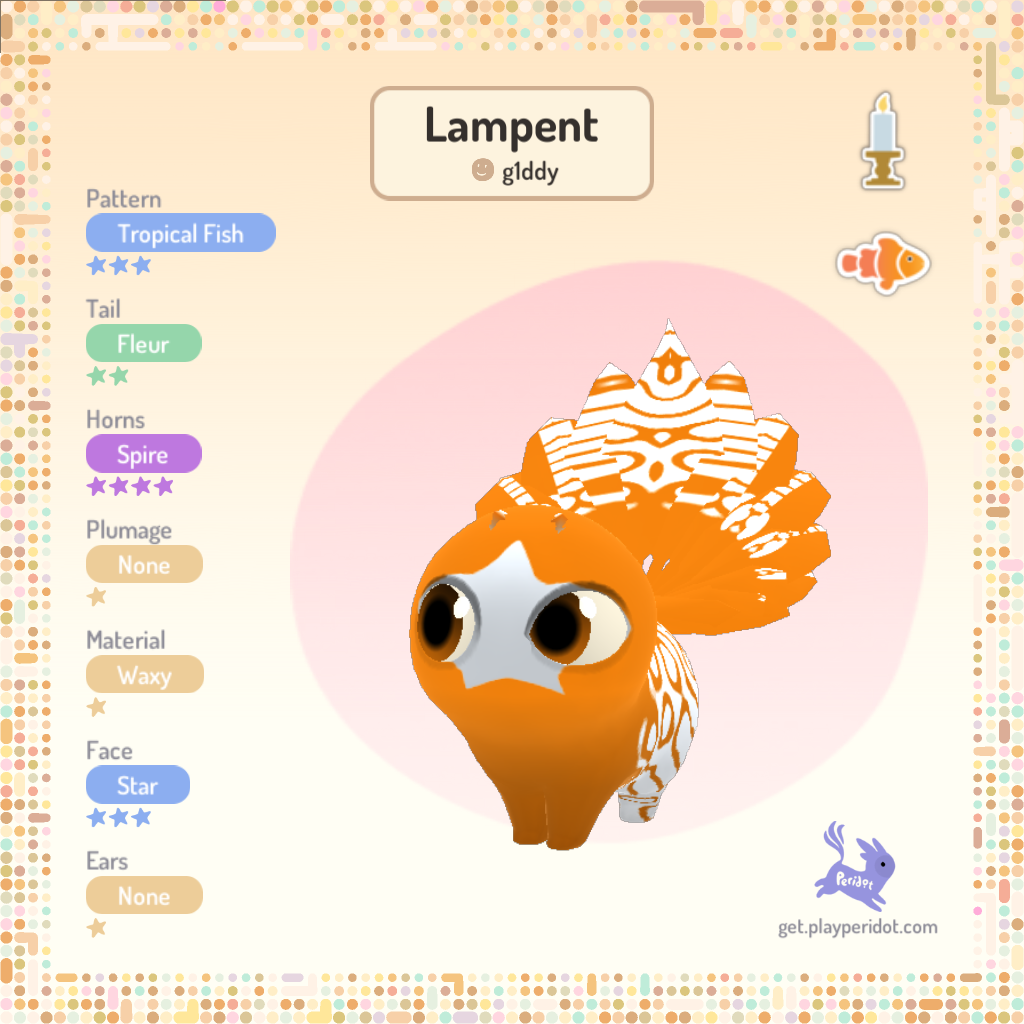 Lampent
g1ddy
Pattern
Tropical Fish
Tail
Fleur
Horns
Spire
Plumage
None
Material
Waxy
Face
Star
Ears
None
Peridot
get.playperidot.com